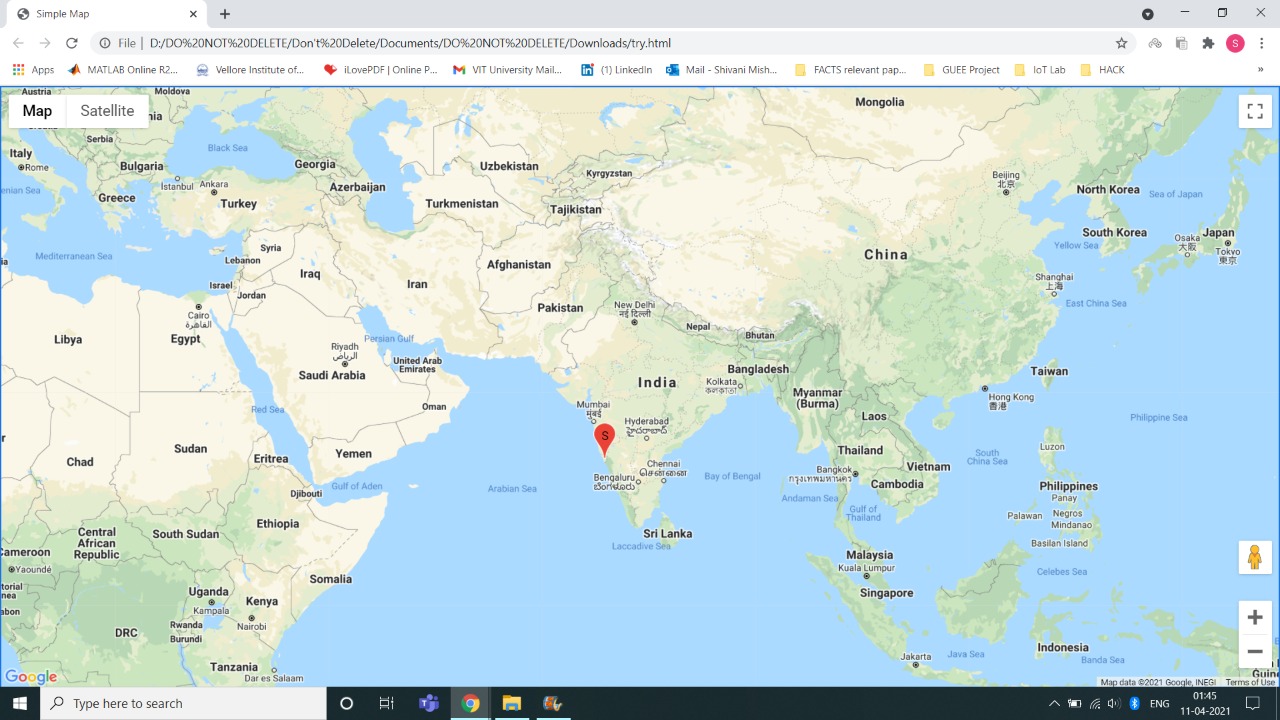 Simple Map
File | D:/DO%20NOT%20DELETE/Don't%20Delete/Documents/DO%20NOT%20DELETE/Downloads/try.html
S
Apps MATLAB Online R2... Vellore Institute of... iLovePDF | Online P... VIT University Mail... (1) LinkedIn Mail - Shivani Mish... FACTS relevant pap... GUEE Project IoT Lab HACK »
Austria Moldova
Map Satellite
Mongolia
Serbia
Black Sea
Italy
Rome
Bulgaria
Georgia
Uzbekistan
Kyrgyzstan
Beijing
北京
North Korea
Sea of Japan
enian Sea
Istanbul
Ankara
Azerbaijan
Greece
Turkey
Turkmenistan
Tajikistan
South Korea
Japan
Osaka
大阪
Tokyo
東京
Yellow Sea
Mediterranean Sea
Syria
Lebanon
Iraq
Iran
Afghanistan
China
Israel
Jordan
Shanghai
上海
East China Sea
Cairo
القاهرة
Pakistan
New Delhi
नई दिल्ली
Nepal
Bhutan
Libya
Egypt
Riyadh
الرياض
Persian Gulf
Saudi Arabia
United Arab
Emirates
India
Kolkata
কলকাতা
Bangladesh
Myanmar
(Burma)
Taiwan
Hong Kong
香港
Red Sea
Oman
Mumbai
मुंबई
Hyderabad
హైదరాబాద్
Laos
Philippine Sea
S
Chad
Sudan
Eritrea
Yemen
Thailand
Vietnam
South
China Sea
Luzon
Gulf of Aden
Arabian Sea
Bengaluru
ಬೆಂಗಳೂರು
Chennai
சென்னை
Bay of Bengal
Bangkok
กรุงเทพมหานคร
Cambodia
Philippines
Panay
Djibouti
Andaman Sea
Gulf of
Thailand
Palawan
Negros
Mindanao
Central
African
Republic
South Sudan
Ethiopia
Sri Lanka
Laccadive Sea
Basilan Island
Cameroon
Yaoundé
Somalia
Malaysia
Kuala Lumpur
Celebes Sea
Uganda
Kampala
Kenya
Nairobi
Singapore
DRC
Rwanda
Burundi
Tanzania
Dar es Salaam
Jakarta
Java Sea
Indonesia
Banda Sea
Google
Map data ©2021 Google, INEGI Terms of Use
Type here to search
ENG
01:45
11-04-2021